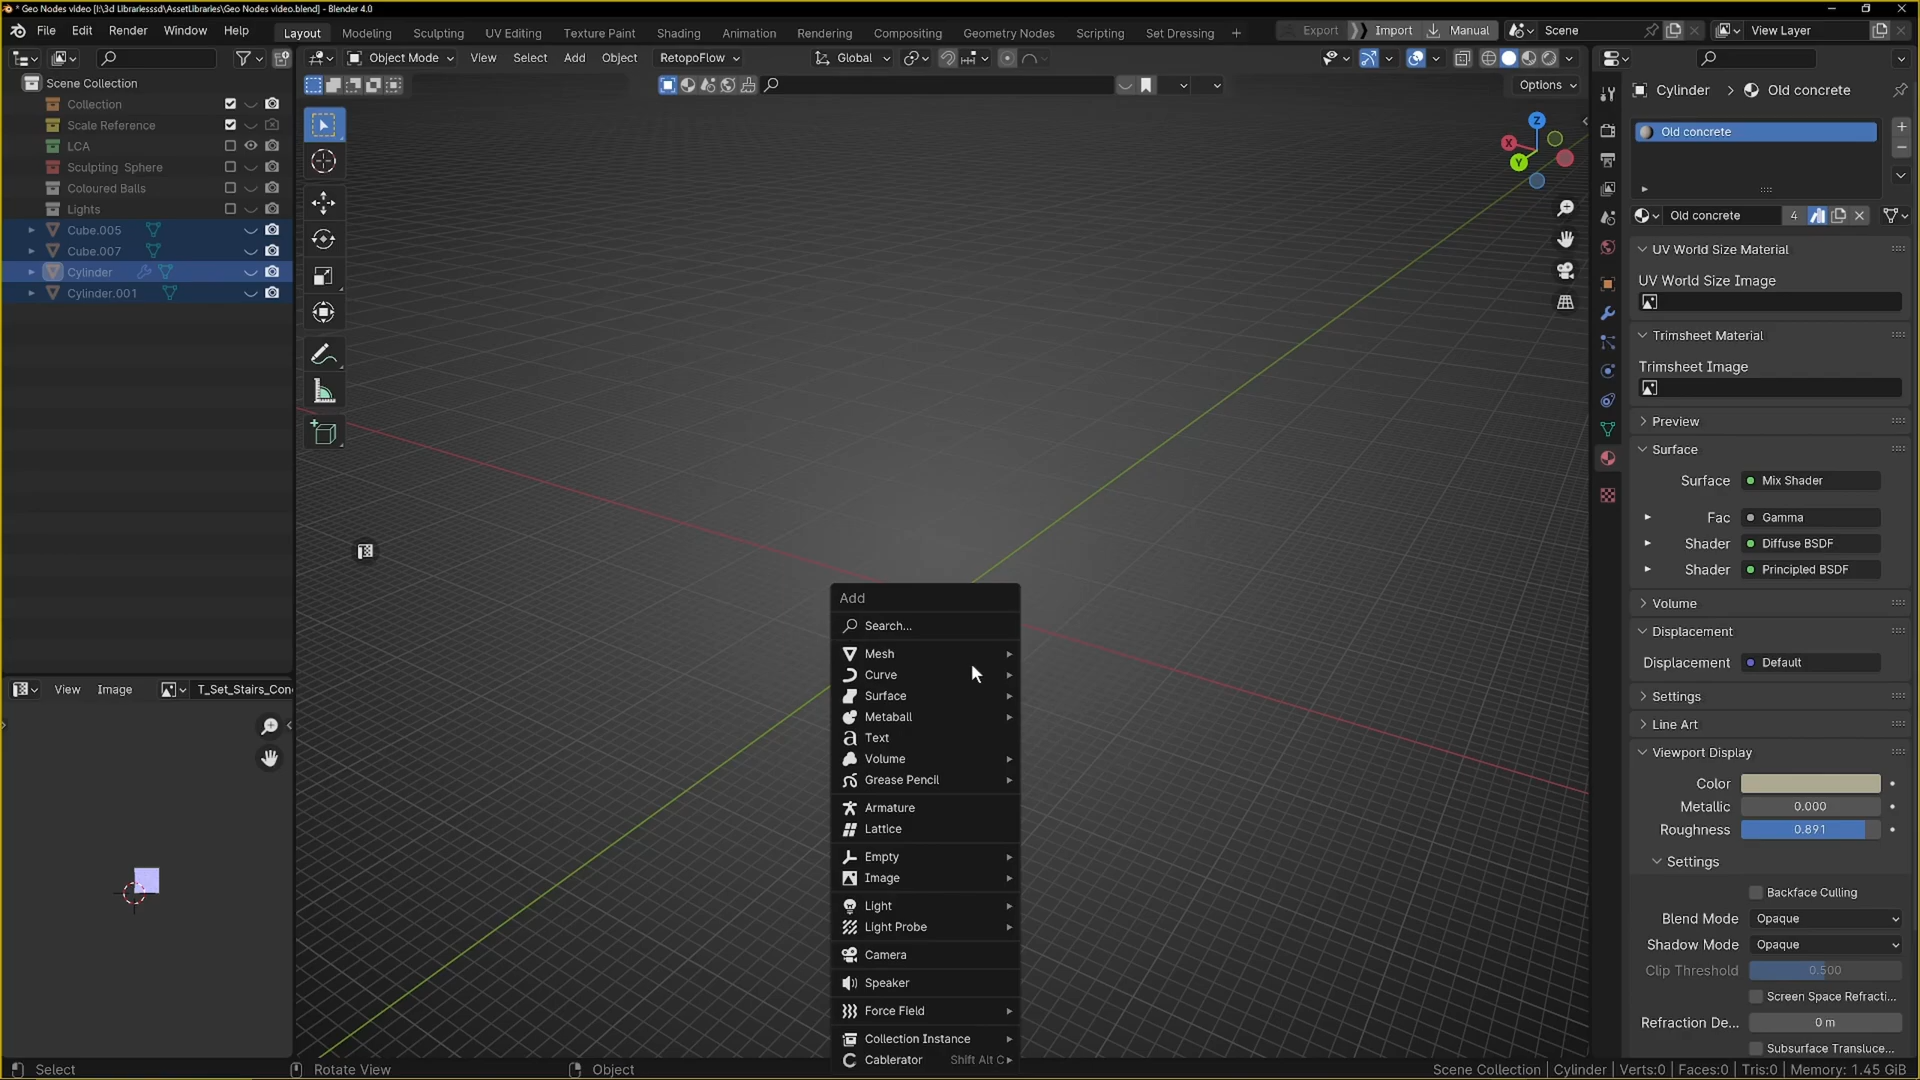 * Geo Nodes video [I:\3d Librariesssd\AssetLibraries\Geo Nodes video.blend] - Blender 4.0
File Edit Render Window Help Layout Modeling Sculpting UV Editing Texture Paint Shading Animation Rendering Compositing Geometry Nodes Scripting Set Dressing + Export Import Manual Scene View Layer
Object Mode View Select Add Object RetopoFlow Global
Options
Scene Collection
Collection
Scale Reference
LCA
Sculpting Sphere
Coloured Balls
Lights
Cube.005
Cube.007
Cylinder
Cylinder.001
View Image T_Set_Stairs_Con
X Y Z
Add
Search...
Mesh
Curve
Surface
Metaball
Text
Volume
Grease Pencil
Armature
Lattice
Empty
Image
Light
Light Probe
Camera
Speaker
Force Field
Collection Instance
Cablerator Shift Alt C
Cylinder > Old concrete
Old concrete
Old concrete 4
UV World Size Material
UV World Size Image
Trimsheet Material
Trimsheet Image
Preview
Surface
Surface Mix Shader
Fac Gamma
Shader Diffuse BSDF
Shader Principled BSDF
Volume
Displacement
Displacement Default
Settings
Line Art
Viewport Display
Color
Metallic 0.000
Roughness 0.891
Settings
Backface Culling
Blend Mode Opaque
Shadow Mode Opaque
Clip Threshold 0.500
Screen Space Refracti...
Refraction De... 0 m
Subsurface Transluce...
Select Rotate View Object Scene Collection | Cylinder | Verts:0 | Faces:0 | Tris:0 | Memory: 1.45 GiB